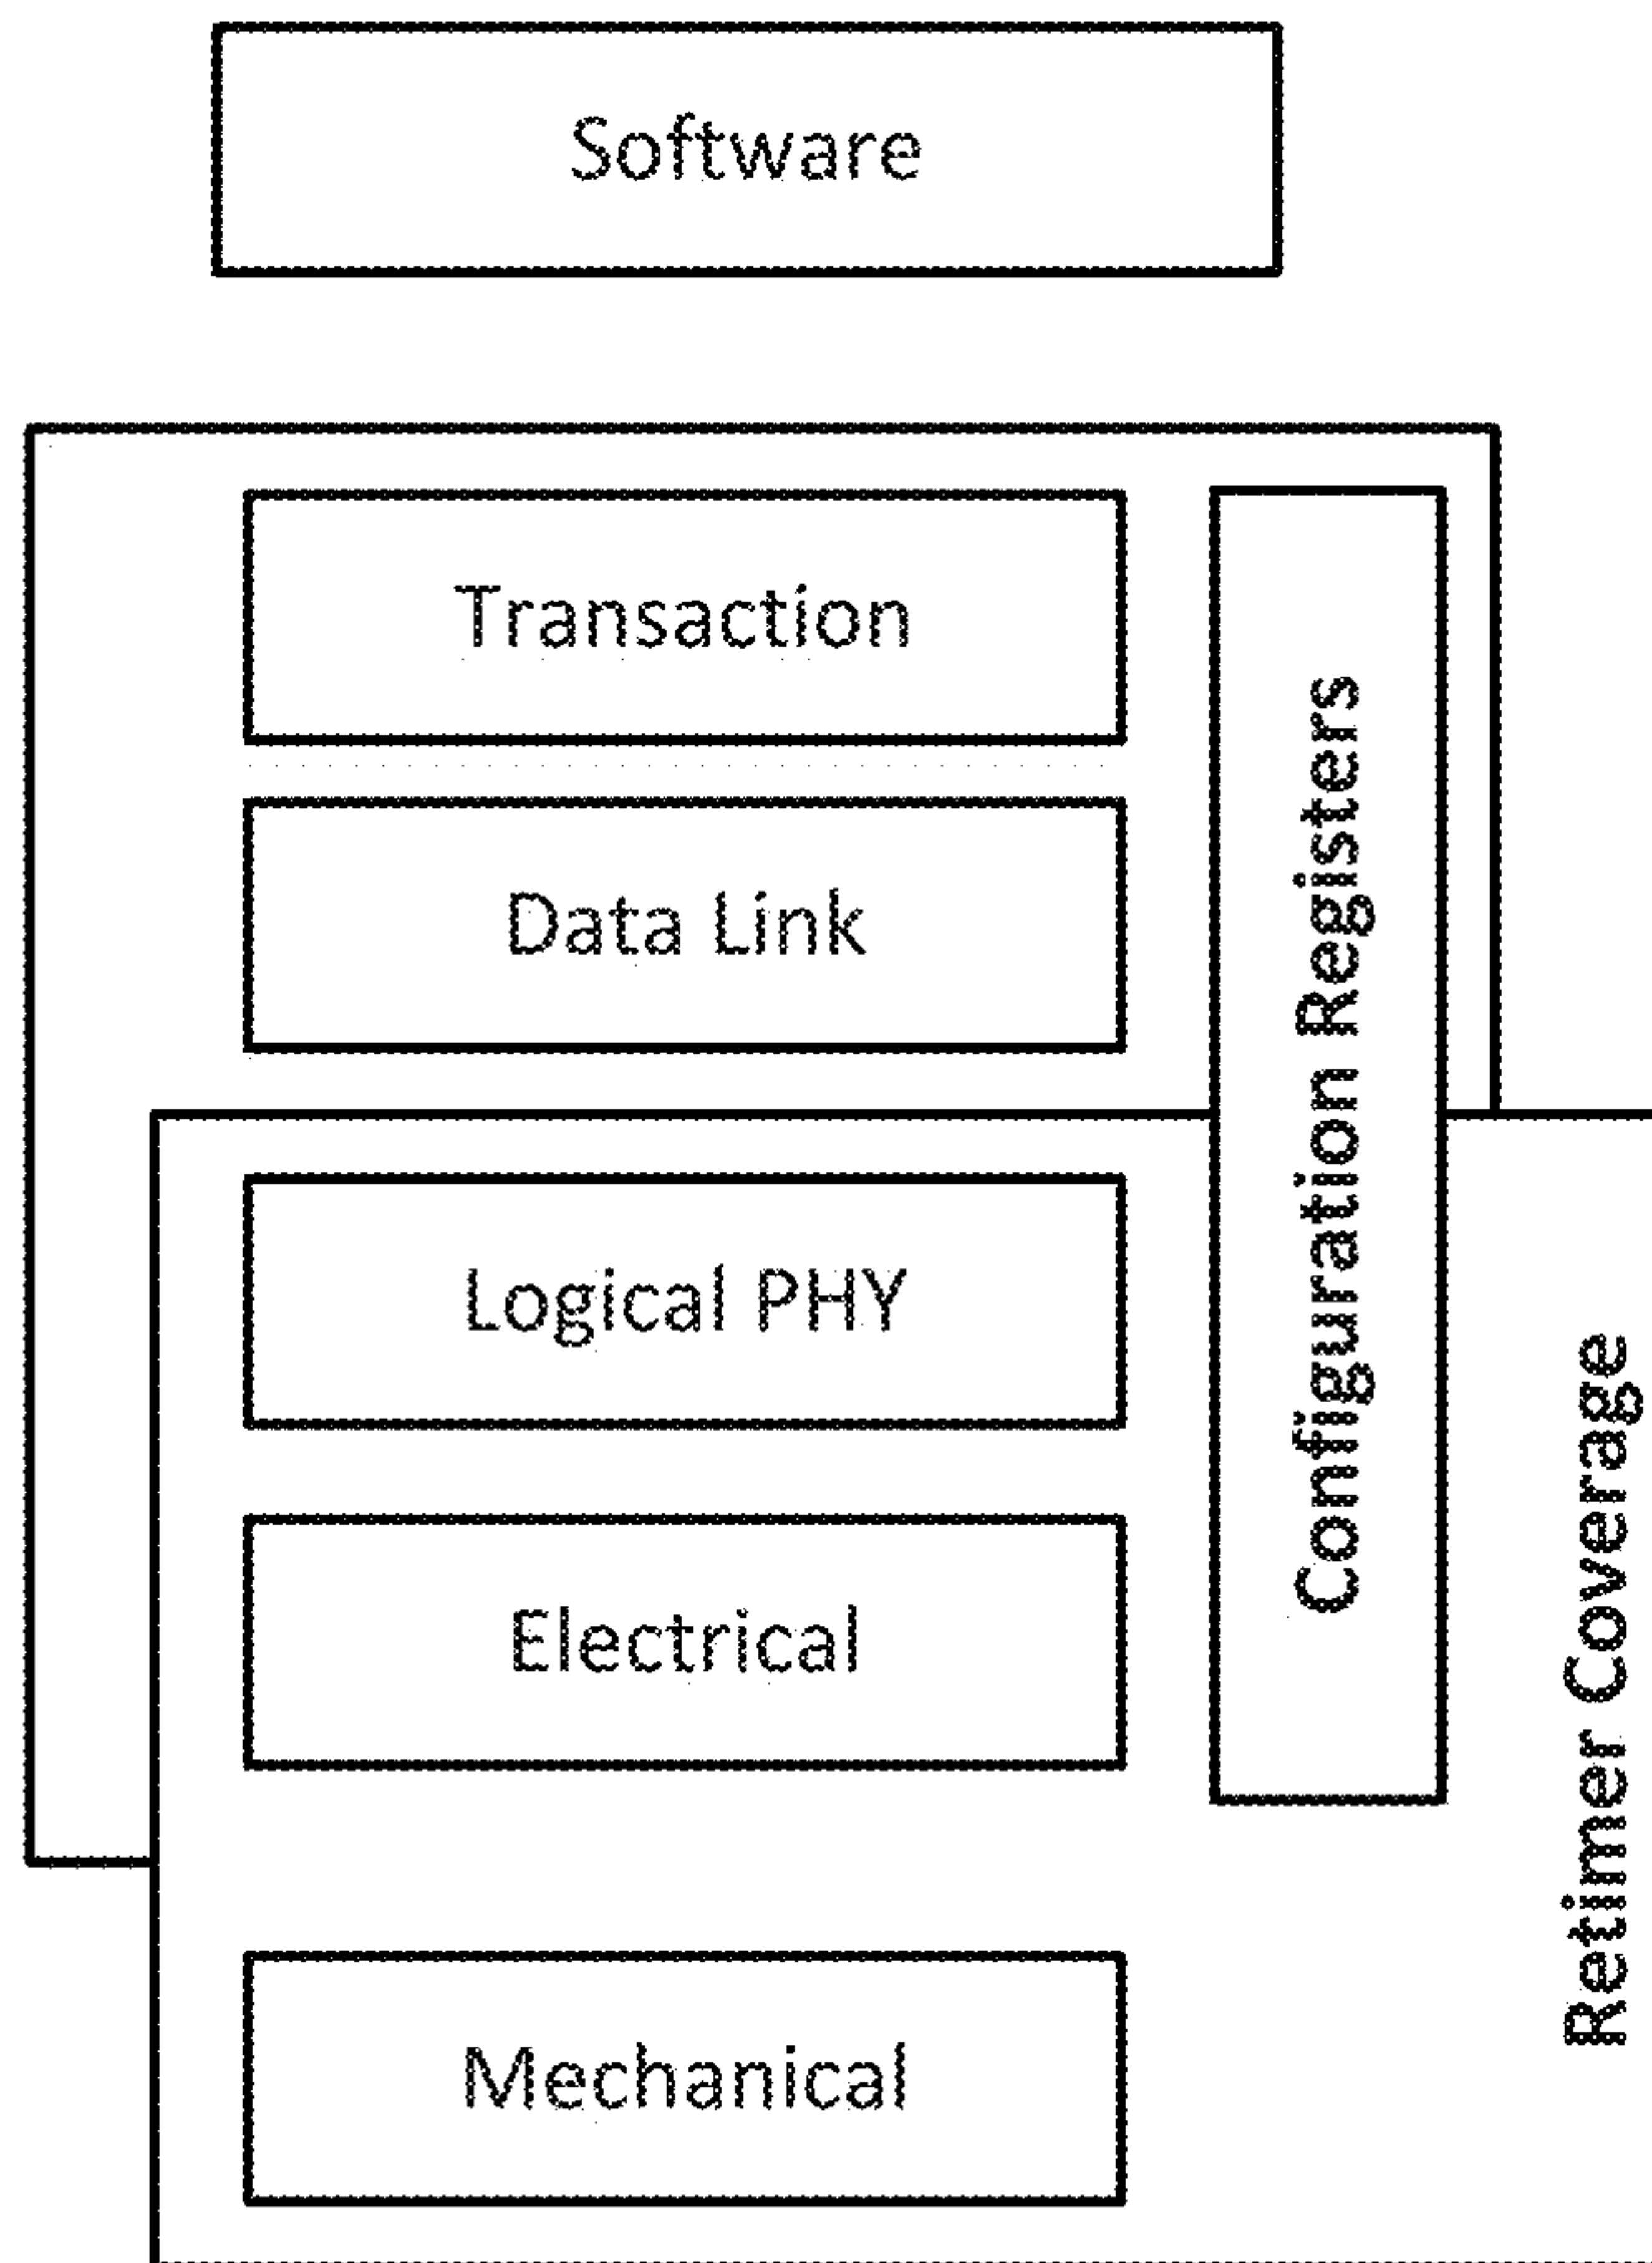 Software
Transaction
Data Link
Configuration Registers
Logical PHY
Electrical
Retimer Coverage
Mechanical